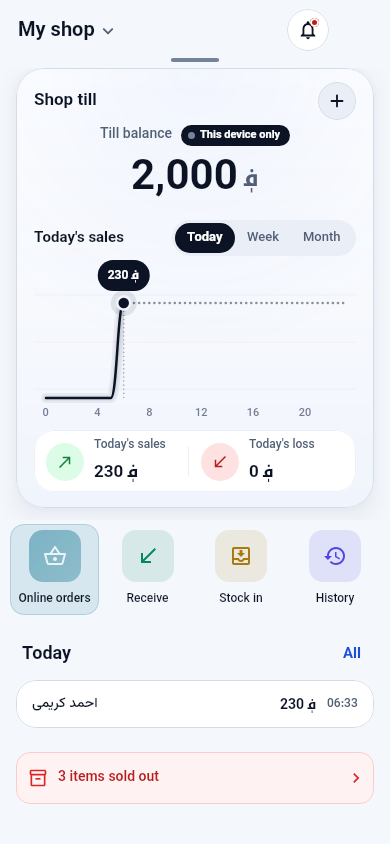 My shop
Shop till
Till balance This device only
2,000 ؋
Today's sales Today Week Month
230 ؋
0 4 8 12 16 20
Today's sales Today's loss
230 ؋ 0 ؋
Online orders Receive Stock in History
Today All
احمد کریمی 230 ؋ 06:33
3 items sold out